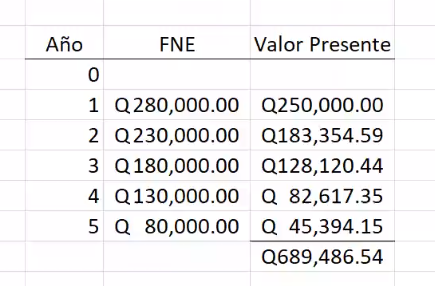 Año FNE Valor Presente
0
1 Q280,000.00 Q250,000.00
2 Q230,000.00 Q183,354.59
3 Q180,000.00 Q128,120.44
4 Q130,000.00 Q 82,617.35
5 Q 80,000.00 Q 45,394.15
Q689,486.54